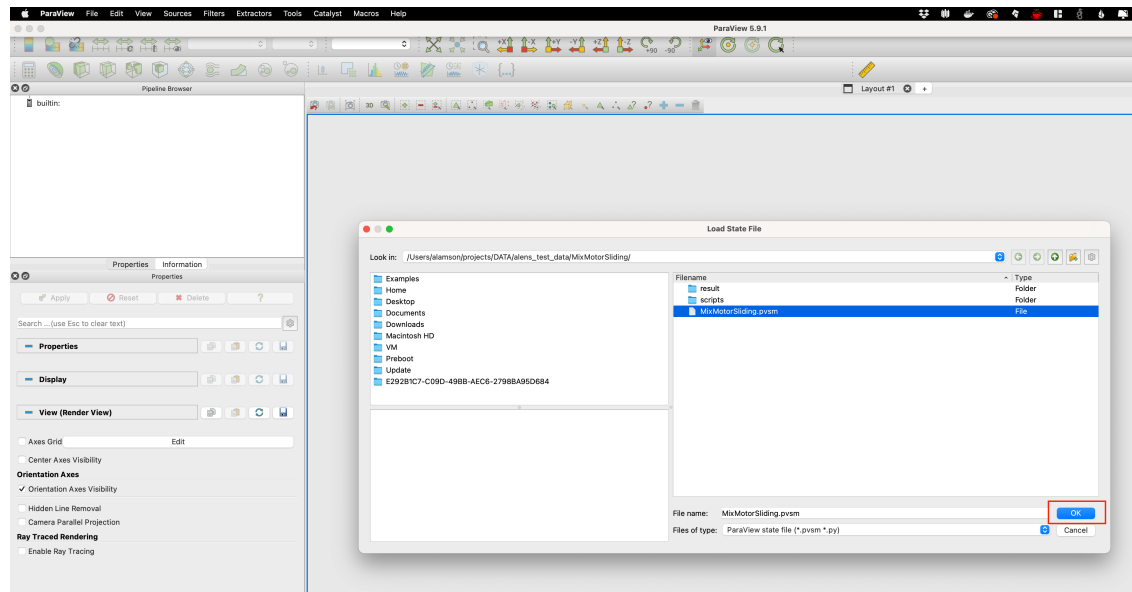 ParaView File Edit View Sources Filters Extractors Tools Catalyst Macros Help
ParaView 5.9.1
+X -X +Y -Y +Z -Z +90 -90
Pipeline Browser
Layout #1 +
builtin:
3D
Load State File
Look in: /Users/alamson/projects/DATA/alens_test_data/MixMotorSliding/
Properties Information
Properties
Examples
Home
Desktop
Documents
Downloads
Macintosh HD
VM
Preboot
Update
E292B1C7-C09D-49BB-AEC6-2798BA95D684
Filename Type
result Folder
scripts Folder
MixMotorSliding.pvsm File
Apply Reset Delete ?
Search ...(use Esc to clear text)
Properties
Display
View (Render View)
Axes Grid Edit
Center Axes Visibility
Orientation Axes
Orientation Axes Visibility
Hidden Line Removal
Camera Parallel Projection
Ray Traced Rendering
Enable Ray Tracing
File name: MixMotorSliding.pvsm OK
Files of type: ParaView state file (*.pvsm *.py) Cancel